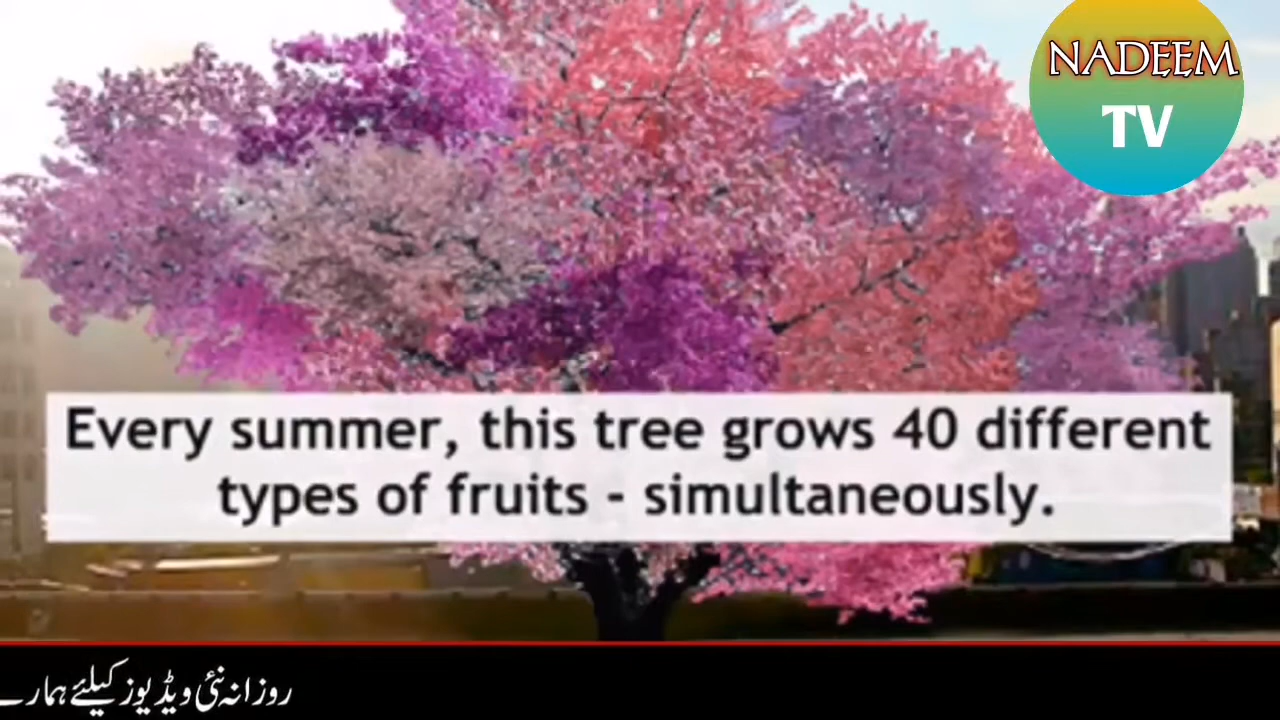 NADEEM
TV
Every summer, this tree grows 40 different
types of fruits - simultaneously.
روزانہ نئی ویڈیوز کیلئے ہمارے